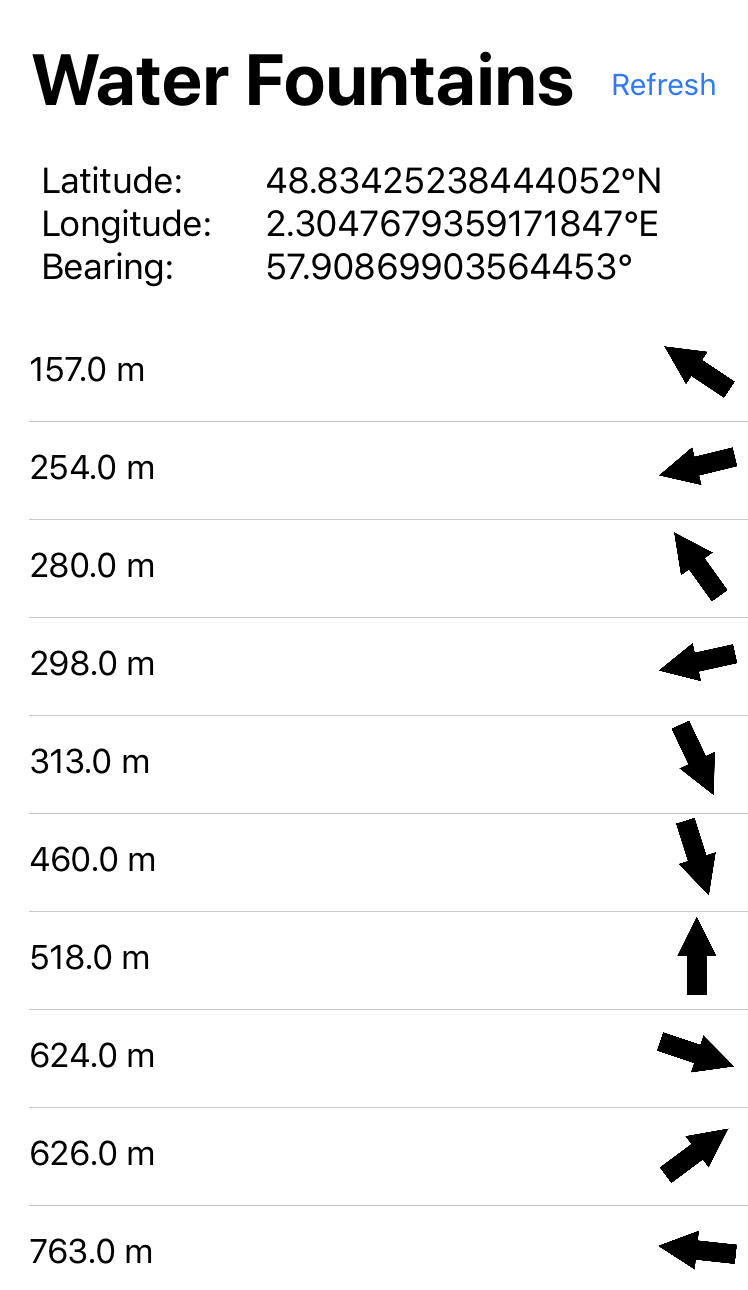 Water Fountains Refresh
Latitude: 48.83425238444052°N
Longitude: 2.3047679359171847°E
Bearing: 57.90869903564453°
157.0 m
254.0 m
280.0 m
298.0 m
313.0 m
460.0 m
518.0 m
624.0 m
626.0 m
763.0 m